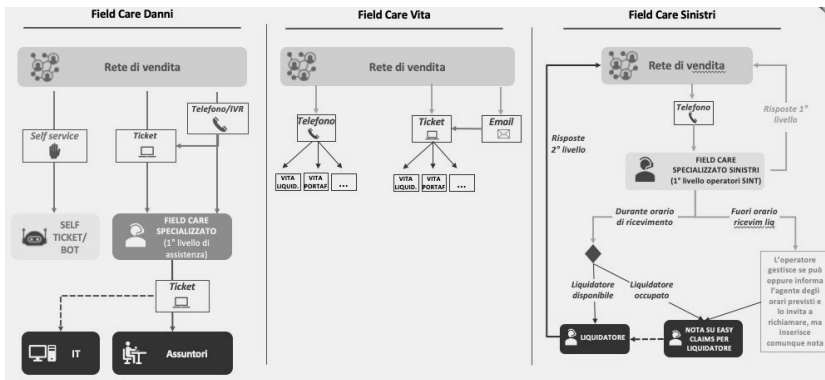 Field Care Danni
Rete di vendita
Telefono/IVR
Self service
Ticket
SELF
TICKET/
BOT
FIELD CARE
SPECIALIZZATO
(1° livello di
assistenza)
Ticket
IT
Assuntori
Field Care Vita
Rete di vendita
Telefono
Ticket
Email
VITA
LIQUID.
VITA
PORTAF
...
VITA
LIQUID.
VITA
PORTAF
...
Field Care Sinistri
Rete di vendita
Telefono
Risposte 1°
livello
Risposte
2° livello
FIELD CARE
SPECIALIZZATO SINISTRI
(1° livello operatori SINT)
Durante orario
di ricevimento
Fuori orario
ricevim liq
Liquidatore
disponibile
Liquidatore
occupato
L'operatore
gestisce se può
oppure informa
l'agente degli
orari previsti e
lo invita a
richiamare, ma
inserisce
comunque nota
LIQUIDATORE
NOTA SU EASY
CLAIMS PER
LIQUIDATORE